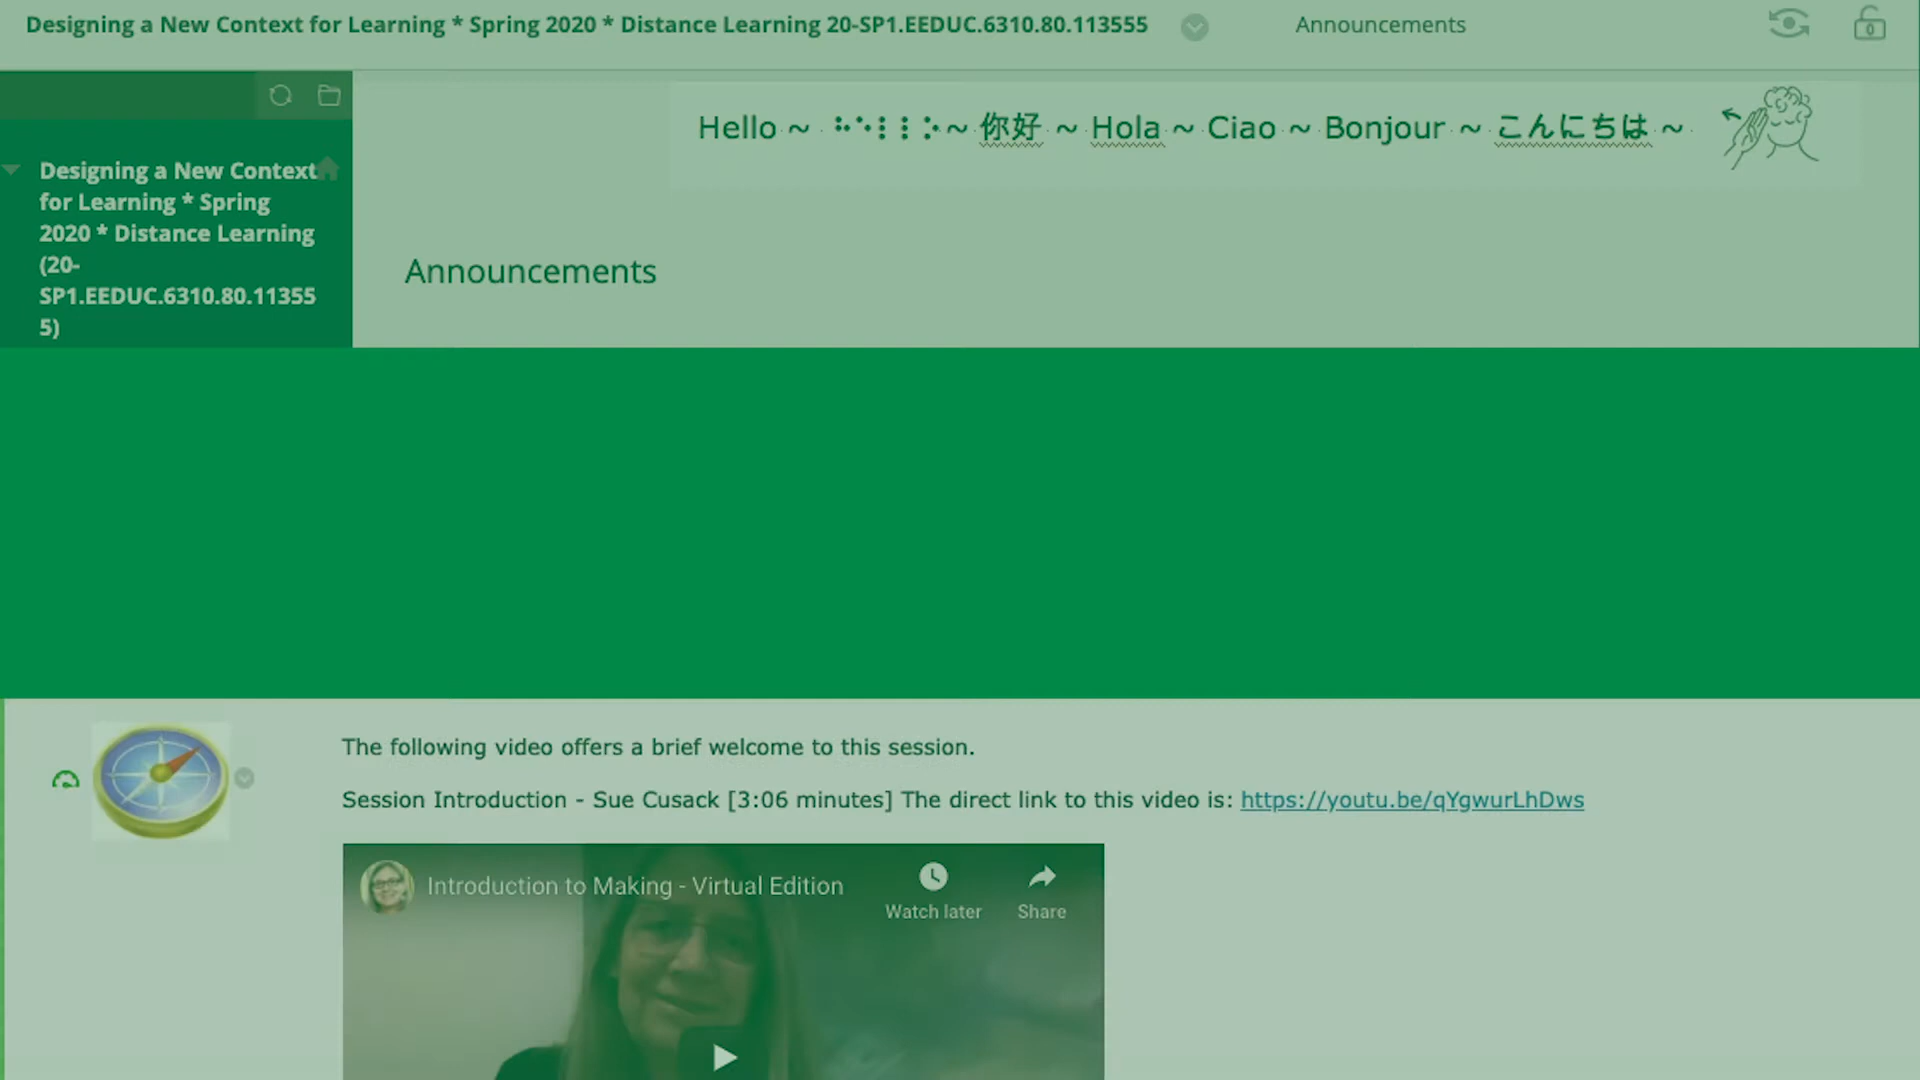 Designing a New Context for Learning * Spring 2020 * Distance Learning 20-SP1.EEDUC.6310.80.113555
Announcements
0
Hello ~ ⠓⠑⠇⠇⠕ ~ 你好 ~ Hola ~ Ciao ~ Bonjour ~ こんにちは ~
Designing a New Context
for Learning * Spring
2020 * Distance Learning
(20-
SP1.EEDUC.6310.80.11355
5)
Announcements
The following video offers a brief welcome to this session.
Session Introduction - Sue Cusack [3:06 minutes] The direct link to this video is: https://youtu.be/qYgwurLhDws
Introduction to Making - Virtual Edition
Watch later
Share